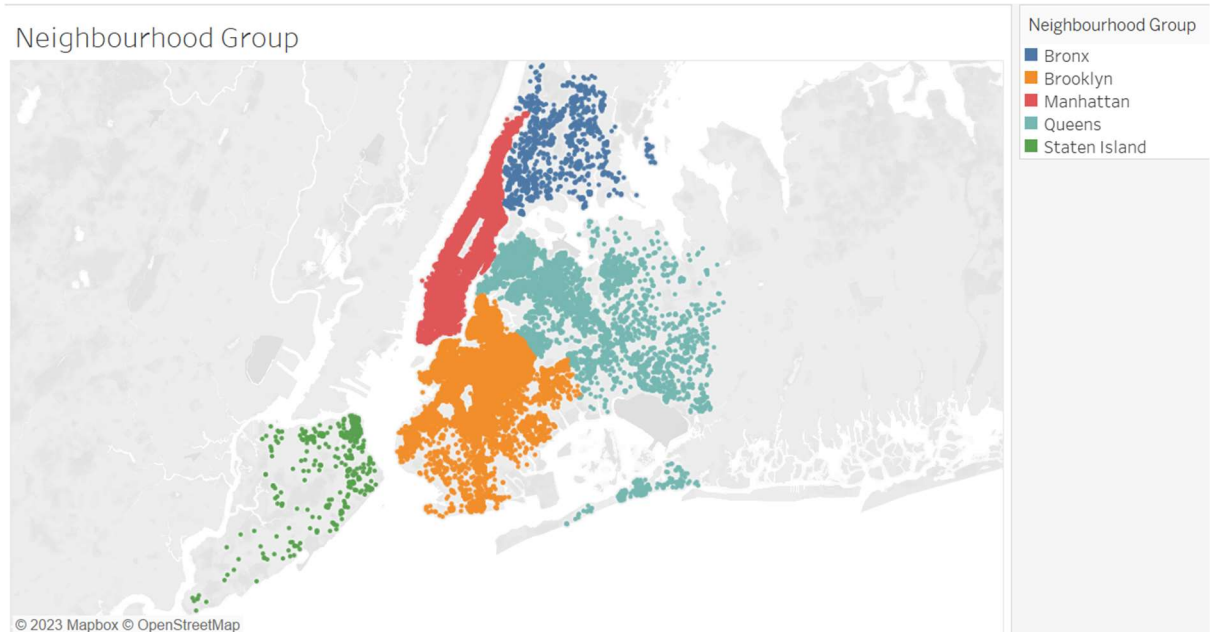 Neighbourhood Group
Neighbourhood Group
Bronx
Brooklyn
Manhattan
Queens
Staten Island
© 2023 Mapbox © OpenStreetMap